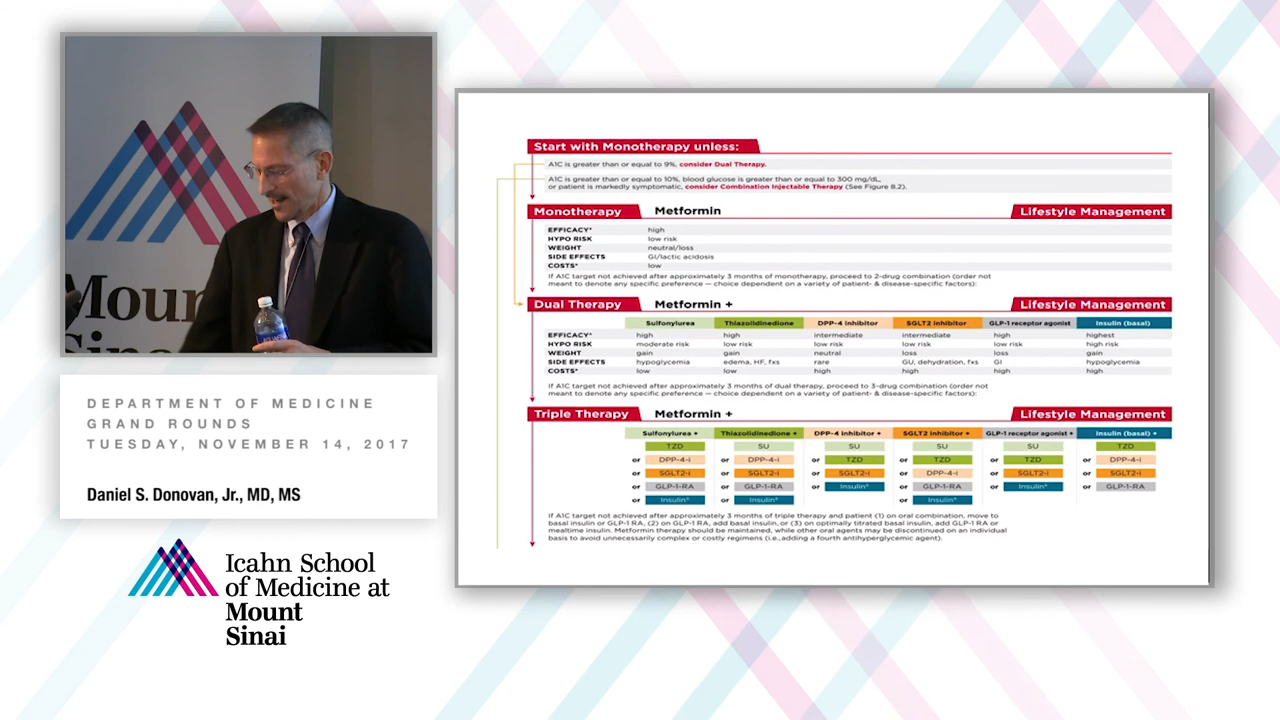 Mount
Sinai
DEPARTMENT OF MEDICINE
GRAND ROUNDS
TUESDAY, NOVEMBER 14, 2017
Daniel S. Donovan, Jr., MD, MS
Icahn School
of Medicine at
Mount
Sinai
Start with Monotherapy unless:
A1C is greater than or equal to 9%, consider Dual Therapy.
A1C is greater than or equal to 10%, blood glucose is greater than or equal to 300 mg/dL,
or patient is markedly symptomatic, consider Combination Injectable Therapy (See Figure 8.2).
Monotherapy Metformin Lifestyle Management
EFFICACY* high
HYPO RISK low risk
WEIGHT neutral/loss
SIDE EFFECTS GI/lactic acidosis
COSTS* low
If A1C target not achieved after approximately 3 months of monotherapy, proceed to 2-drug combination (order not
meant to denote any specific preference — choice dependent on a variety of patient- & disease-specific factors):
Dual Therapy Metformin + Lifestyle Management
Sulfonylurea Thiazolidinedione DPP-4 inhibitor SGLT2 inhibitor GLP-1 receptor agonist Insulin (basal)
EFFICACY* high high intermediate intermediate high highest
HYPO RISK moderate risk low risk low risk low risk low risk high risk
WEIGHT gain gain neutral loss loss gain
SIDE EFFECTS hypoglycemia edema, HF, fxs rare GU, dehydration, fxs GI hypoglycemia
COSTS* low low high high high high
If A1C target not achieved after approximately 3 months of dual therapy, proceed to 3-drug combination (order not
meant to denote any specific preference — choice dependent on a variety of patient- & disease-specific factors):
Triple Therapy Metformin + Lifestyle Management
Sulfonylurea + Thiazolidinedione + DPP-4 inhibitor + SGLT2 inhibitor + GLP-1 receptor agonist + Insulin (basal) +
TZD SU SU SU SU TZD
or DPP-4-i or DPP-4-i or TZD or TZD or TZD or DPP-4-i
or SGLT2-i or SGLT2-i or SGLT2-i or DPP-4-i or SGLT2-i or SGLT2-i
or GLP-1-RA or GLP-1-RA or Insulin* or GLP-1-RA or Insulin* or GLP-1-RA
or Insulin* or Insulin* or Insulin*
If A1C target not achieved after approximately 3 months of triple therapy and patient (1) on oral combination, move to
basal insulin or GLP-1 RA, (2) on GLP-1 RA, add basal insulin, or (3) on optimally titrated basal insulin, add GLP-1 RA or
mealtime insulin. Metformin therapy should be maintained, while other oral agents may be discontinued on an individual
basis to avoid unnecessarily complex or costly regimens (i.e., adding a fourth antihyperglycemic agent).